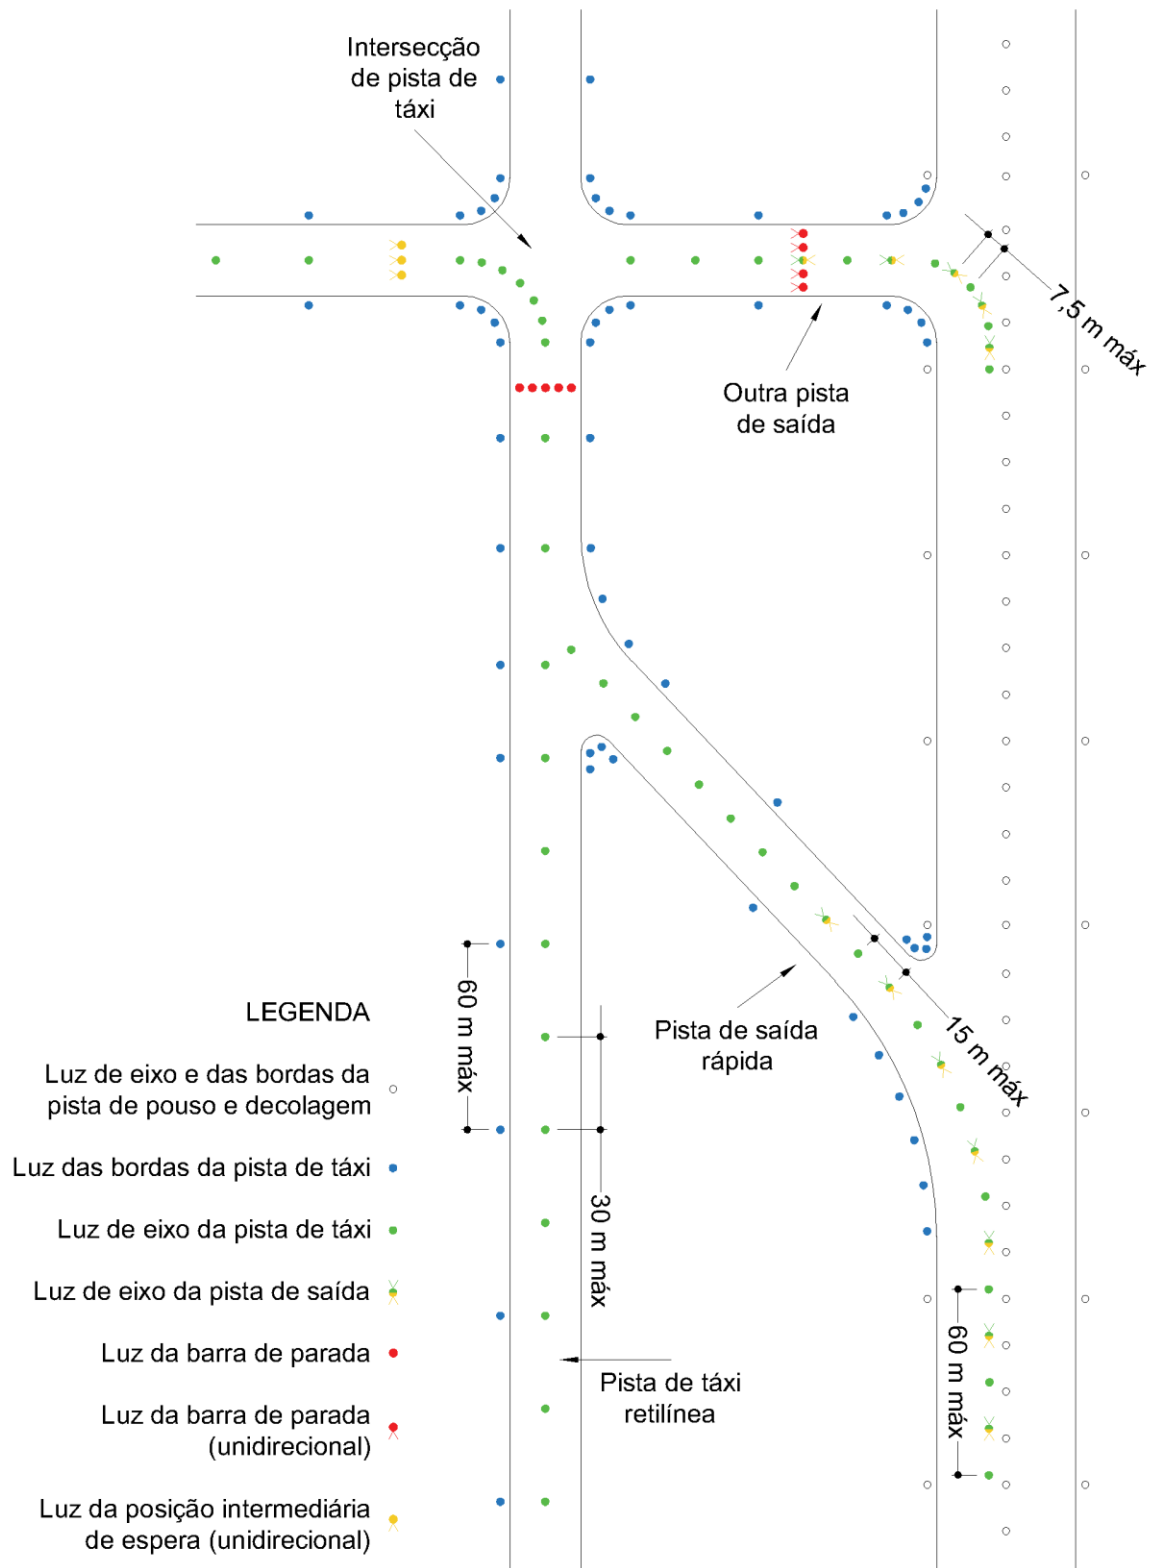 Intersecção
de pista de
táxi
7,5 m máx
Outra pista
de saída
60 m máx
30 m máx
Pista de saída
rápida
15 m máx
LEGENDA
Luz de eixo e das bordas da
pista de pouso e decolagem
Luz das bordas da pista de táxi
Luz de eixo da pista de táxi
Luz de eixo da pista de saída
Luz da barra de parada
Luz da barra de parada
(unidirecional)
Luz da posição intermediária
de espera (unidirecional)
Pista de táxi
retilínea
60 m máx